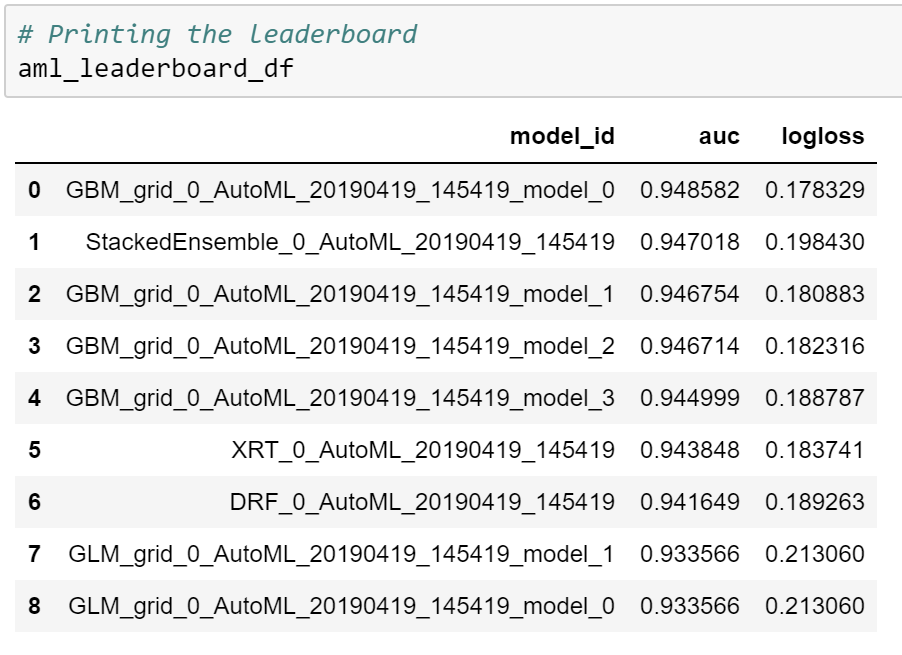 # Printing the leaderboard
aml_leaderboard_df
model_id auc logloss
0 GBM_grid_0_AutoML_20190419_145419_model_0 0.948582 0.178329
1 StackedEnsemble_0_AutoML_20190419_145419 0.947018 0.198430
2 GBM_grid_0_AutoML_20190419_145419_model_1 0.946754 0.180883
3 GBM_grid_0_AutoML_20190419_145419_model_2 0.946714 0.182316
4 GBM_grid_0_AutoML_20190419_145419_model_3 0.944999 0.188787
5 XRT_0_AutoML_20190419_145419 0.943848 0.183741
6 DRF_0_AutoML_20190419_145419 0.941649 0.189263
7 GLM_grid_0_AutoML_20190419_145419_model_1 0.933566 0.213060
8 GLM_grid_0_AutoML_20190419_145419_model_0 0.933566 0.213060